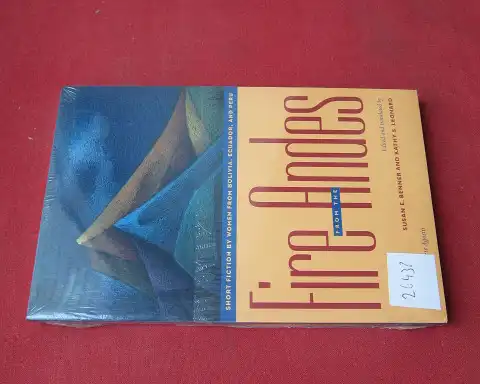 SHORT FICTION BY WOMEN FROM BOLIVIA, ECUADOR, AND PERU
Fire
FROM THE
Andes
Edited and translated by
SUSAN E. BENNER AND KATHY S. LEONARD
26432